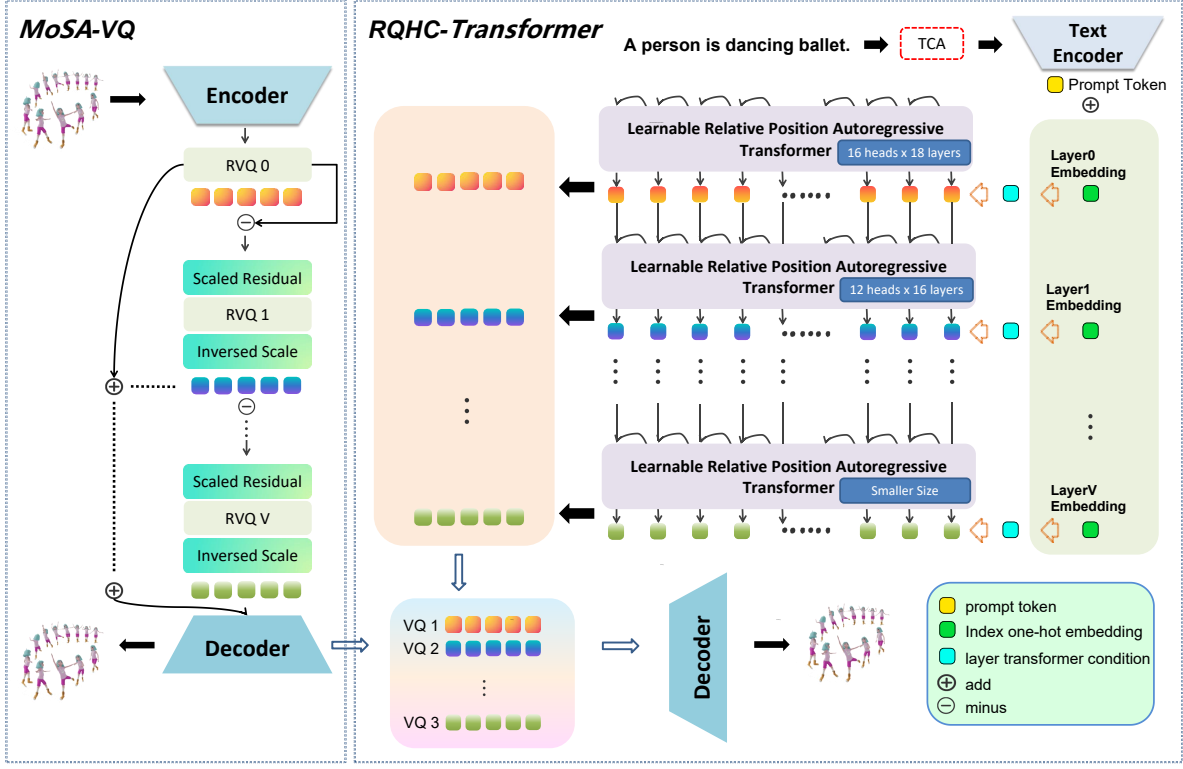 MoSA-VQ
Encoder
RVQ 0
Scaled Residual
RVQ 1
Inversed Scale
Scaled Residual
RVQ V
Inversed Scale
Decoder
RQHC-Transformer
A person is dancing ballet.
TCA
Text
Encoder
Prompt Token
Learnable Relative Position Autoregressive
Transformer
16 heads x 18 layers
Layer0
Embedding
Learnable Relative Position Autoregressive
Transformer
12 heads x 16 layers
Layer1
Embedding
Learnable Relative Position Autoregressive
Transformer
Smaller Size
LayerV
Embedding
VQ 1
VQ 2
VQ 3
Decoder
prompt token
Index one-hot embedding
layer transformer condition
add
minus